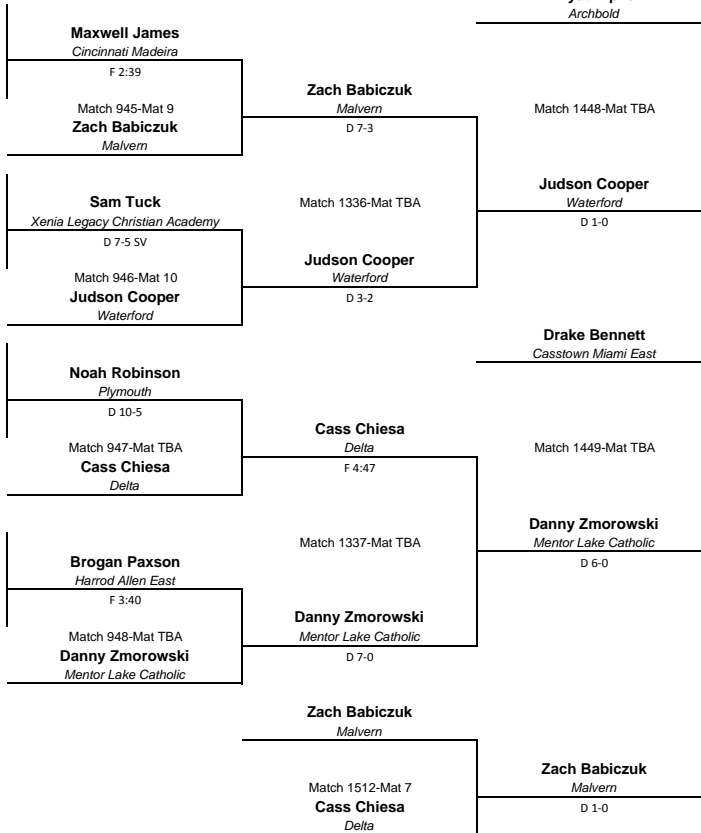 Archbold
Maxwell James
Cincinnati Madeira
F 2:39
Match 945-Mat 9
Zach Babiczuk
Malvern
Zach Babiczuk
Malvern
D 7-3
Match 1448-Mat TBA
Sam Tuck
Xenia Legacy Christian Academy
D 7-5 SV
Match 946-Mat 10
Judson Cooper
Waterford
Match 1336-Mat TBA
Judson Cooper
Waterford
D 3-2
Judson Cooper
Waterford
D 1-0
Drake Bennett
Casstown Miami East
Noah Robinson
Plymouth
D 10-5
Match 947-Mat TBA
Cass Chiesa
Delta
Cass Chiesa
Delta
F 4:47
Match 1449-Mat TBA
Match 1337-Mat TBA
Brogan Paxson
Harrod Allen East
F 3:40
Match 948-Mat TBA
Danny Zmorowski
Mentor Lake Catholic
Danny Zmorowski
Mentor Lake Catholic
D 7-0
Danny Zmorowski
Mentor Lake Catholic
D 6-0
Zach Babiczuk
Malvern
Match 1512-Mat 7
Cass Chiesa
Delta
Zach Babiczuk
Malvern
D 1-0